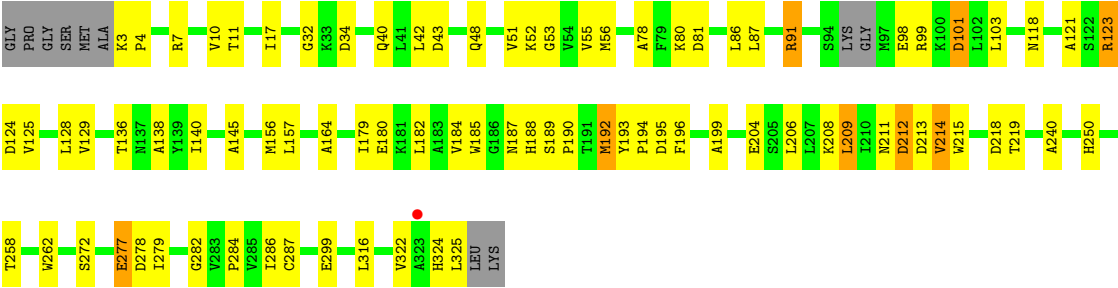 GLY PRO GLY SER MET ALA K3 P4 R7 V10 T11 I17 G32 K33 D34 Q40 L41 L42 D43 Q48 V51 K52 G53 V54 V55 M56 A78 F79 K80 D81 L86 L87 R91 S94 LYS GLY M97 E98 R99 K100 D101 L102 L103 N118 A121 S122 R123
D124 V125 L128 V129 T136 N137 A138 Y139 I140 A145 M156 L157 A164 I179 E180 K181 L182 A183 V184 W185 G186 N187 H188 S189 P190 T191 M192 Y193 P194 D195 F196 A199 E204 S205 L206 L207 K208 L209 I210 N211 D212 D213 V214 W215 D218 T219 A240 H250
T258 W262 S272 E277 D278 I279 G282 V283 P284 V285 I286 C287 E299 L316 V322 A323 H324 L325 LEU LYS